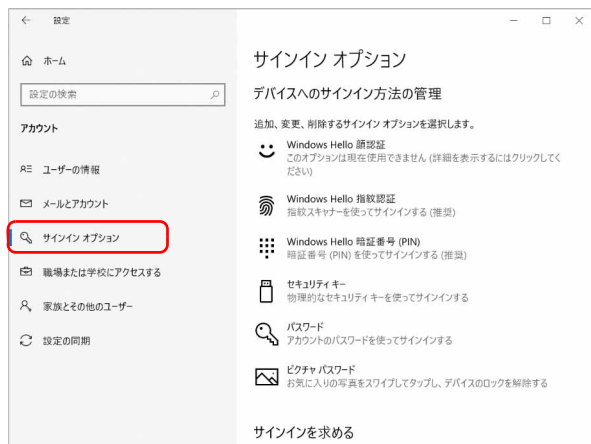 設定
ホーム
設定の検索
アカウント
ユーザーの情報
メールとアカウント
サインイン オプション
職場または学校にアクセスする
家族とその他のユーザー
設定の同期
サインイン オプション
デバイスへのサインイン方法の管理
追加、変更、削除するサインイン オプションを選択します。
Windows Hello 顔認証
このオプションは現在使用できません (詳細を表示するにはクリックしてく
ださい)
Windows Hello 指紋認証
指紋スキャナーを使ってサインインする (推奨)
Windows Hello 暗証番号 (PIN)
暗証番号 (PIN) を使ってサインインする (推奨)
セキュリティ キー
物理的なセキュリティ キーを使ってサインインする
パスワード
アカウントのパスワードを使ってサインインする
ピクチャ パスワード
お気に入りの写真をスワイプしてタップし、デバイスのロックを解除する
サインインを求める